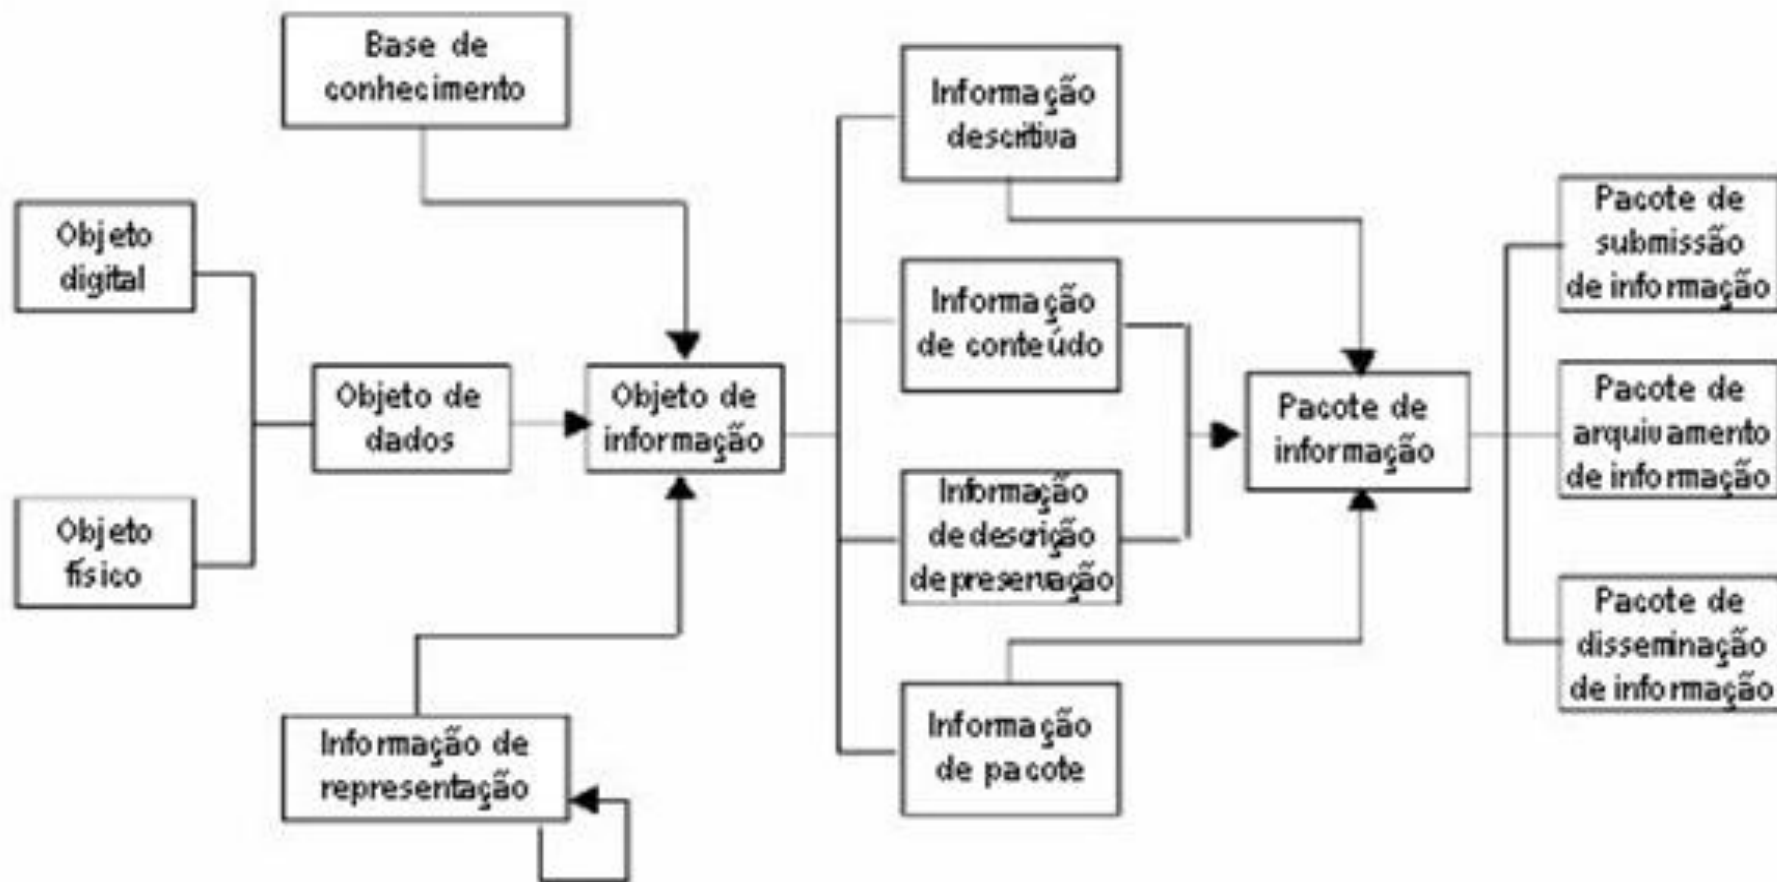 Base de
conhecimento
Objeto
digital
Objeto
físico
Objeto de
dados
Objeto de
informação
Informação de
representação
Informação
descritiva
Informação
de conteúdo
Informação
de descrição
de preservação
Informação
de pacote
Pacote de
informação
Pacote de
submissão
de informação
Pacote de
arquivamento
de informação
Pacote de
disseminação
de informação